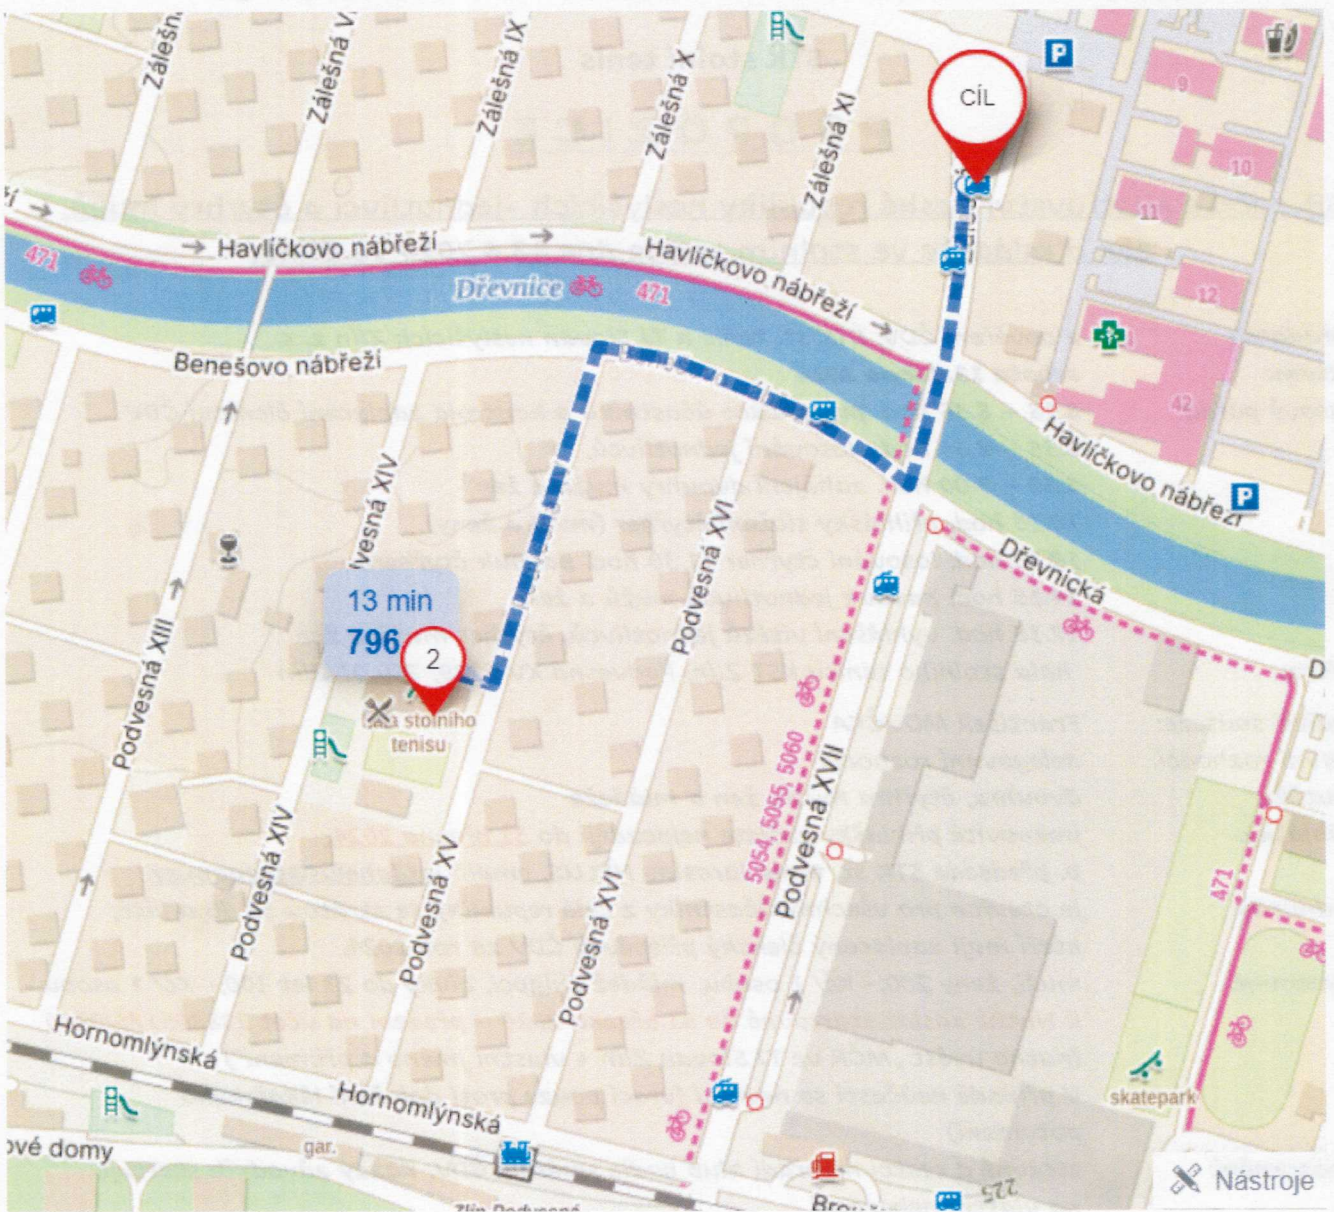 Zálešná IX
Zálešná X
Zálešná XI
CÍL
P
9
10
11
12
42
471
Havlíčkovo nábřeží
Dřevnice
471
Havlíčkovo nábřeží
Benešovo nábřeží
Havlíčkovo nábřeží
P
Dřevnická
D
Podvesná XIII
vesná XIV
Podvesná XVI
13 min
796
2
stolního
tenisu
5054, 5055, 5060
Podvesná XVII
471
Podvesná XIV
Podvesná XV
Podvesná XVI
Hornomlýnská
Hornomlýnská
gar.
ové domy
skatepark
225
Nástroje